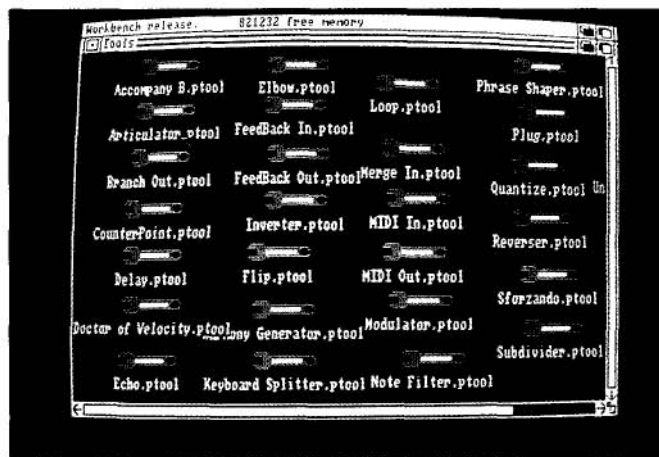 Workbench release. 821232 free memory
Tools
Accompany B.ptool
Elbow.ptool
Loop.ptool
Phrase Shaper.ptool
Articulator.ptool
FeedBack In.ptool
Plug.ptool
Branch Out.ptool
FeedBack Out.ptool
Merge In.ptool
Quantize.ptool
Un
CounterPoint.ptool
Inverter.ptool
MIDI In.ptool
Reverser.ptool
Delay.ptool
Flip.ptool
MIDI Out.ptool
Sforzando.ptool
Doctor of Velocity.ptool
Generator.ptool
Modulator.ptool
Subdivider.ptool
Echo.ptool
Keyboard Splitter.ptool
Note Filter.ptool